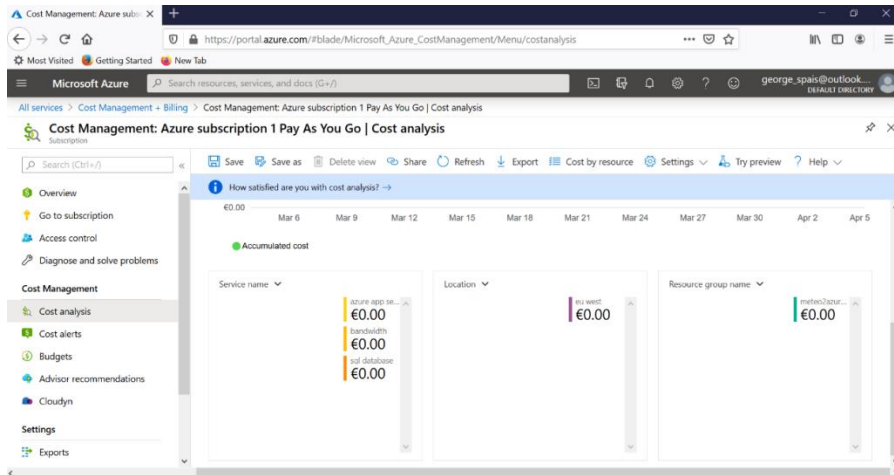 Cost Management: Azure subs
https://portal.azure.com/#blade/Microsoft_Azure_CostManagement/Menu/costanalysis
Most Visited Getting Started New Tab
Microsoft Azure Search resources, services, and docs (G+/) george_spais@outlook....
DEFAULT DIRECTORY
All services > Cost Management + Billing > Cost Management: Azure subscription 1 Pay As You Go | Cost analysis
Cost Management: Azure subscription 1 Pay As You Go | Cost analysis
Subscription
Search (Ctrl+/) « Save Save as Delete view Share Refresh Export Cost by resource Settings Try preview ? Help
How satisfied are you with cost analysis? →
Overview
Go to subscription
Access control
Diagnose and solve problems
Cost Management
Cost analysis
Cost alerts
Budgets
Advisor recommendations
Cloudyn
Settings
Exports
€0.00
Mar 6 Mar 9 Mar 12 Mar 15 Mar 18 Mar 21 Mar 24 Mar 27 Mar 30 Apr 2 Apr 5
Accumulated cost
Service name
azure app se...
€0.00
bandwidth
€0.00
sql database
€0.00
Location
eu west
€0.00
Resource group name
meteo2azur...
€0.00